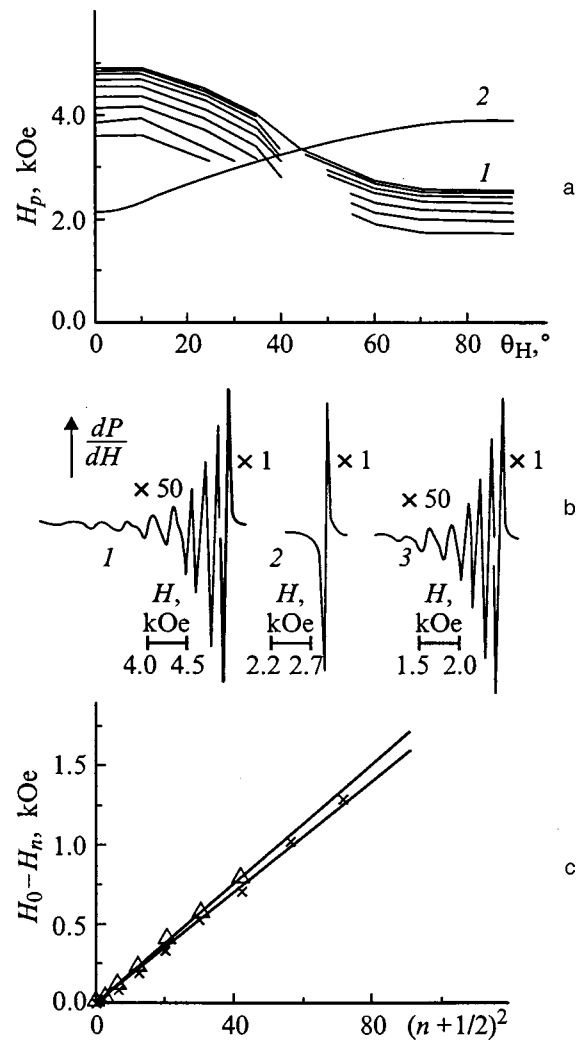 4.0
2.0
0.0
H_p, kOe
2
1
a
0 20 40 60 80
θ_H, °
dP
dH
× 50
× 1
× 1
× 50
× 1
b
1
2
3
H,
kOe
4.0 4.5
H,
kOe
2.2 2.7
H,
kOe
1.5 2.0
1.5
1.0
0.5
0.0
H_0–H_n, kOe
c
0 40 80 (n + 1/2)^2